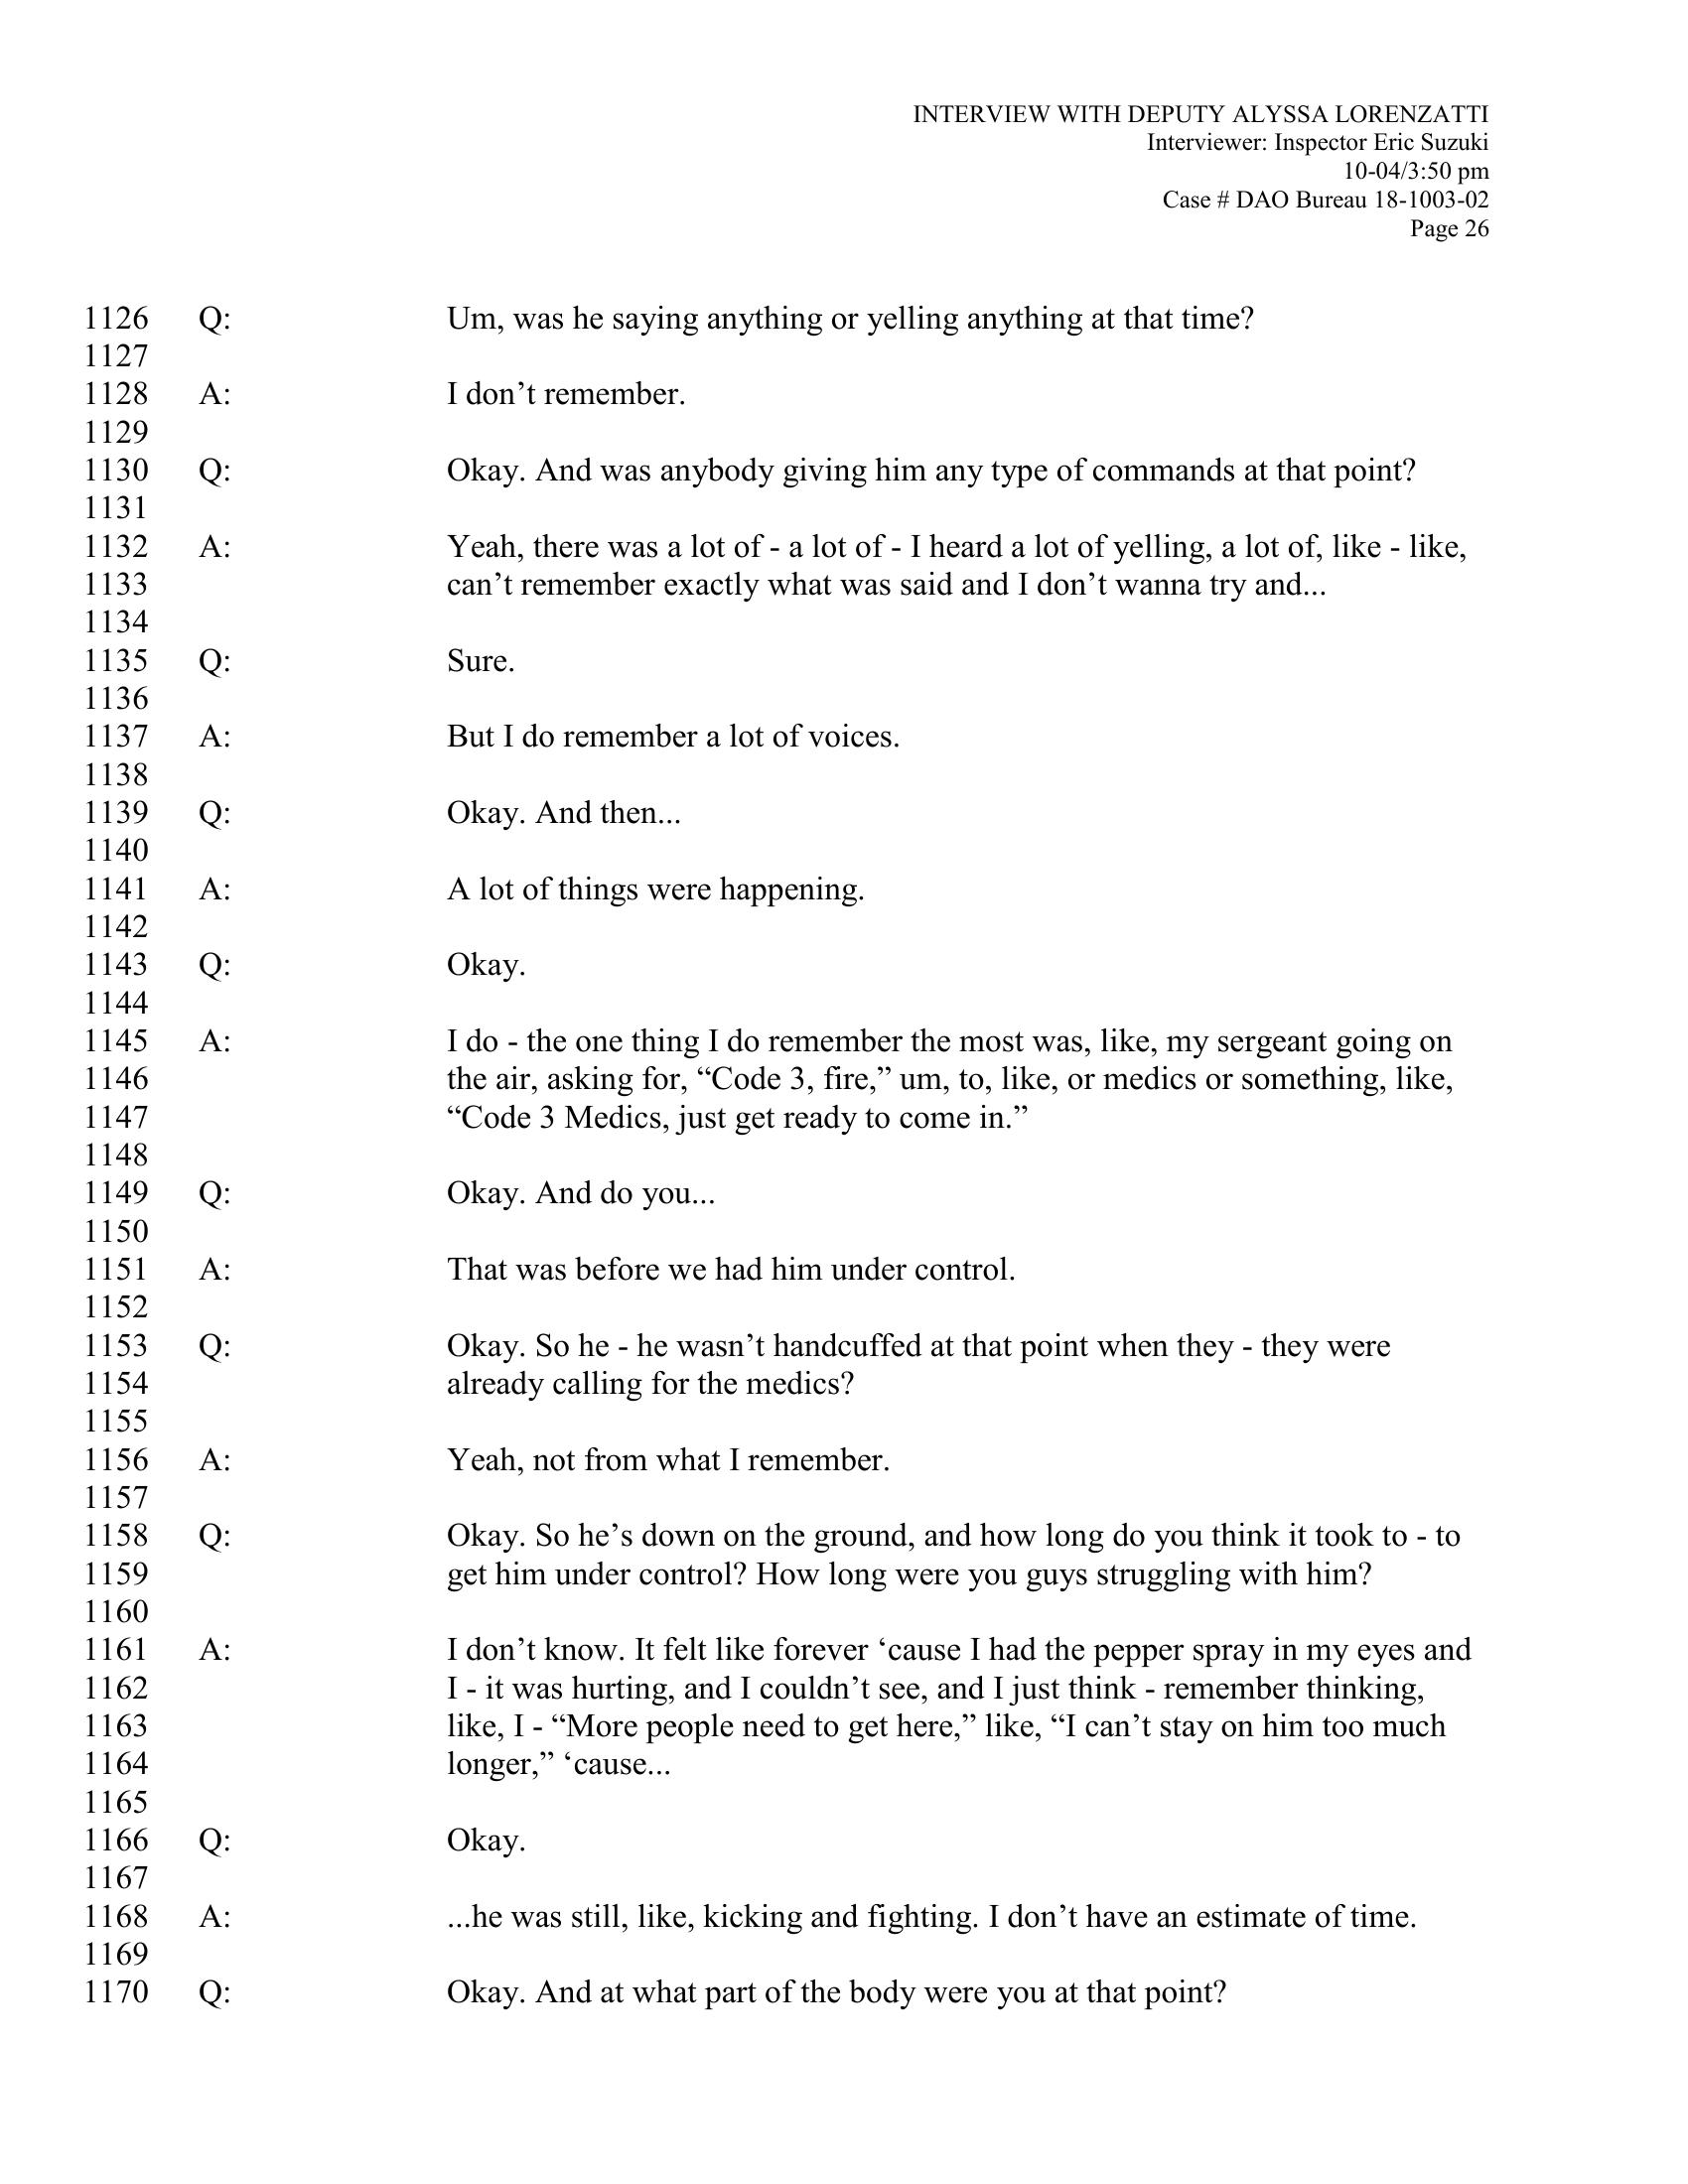 INTERVIEW WITH DEPUTY ALYSSA LORENZATTI
Interviewer: Inspector Eric Suzuki
10-04/3:50 pm
Case # DAO Bureau 18-1003-02
Page 26
1126 Q: Um, was he saying anything or yelling anything at that time?
1127
1128 A: I don’t remember.
1129
1130 Q: Okay. And was anybody giving him any type of commands at that point?
1131
1132 A: Yeah, there was a lot of - a lot of - I heard a lot of yelling, a lot of, like - like,
1133 can’t remember exactly what was said and I don’t wanna try and...
1134
1135 Q: Sure.
1136
1137 A: But I do remember a lot of voices.
1138
1139 Q: Okay. And then...
1140
1141 A: A lot of things were happening.
1142
1143 Q: Okay.
1144
1145 A: I do - the one thing I do remember the most was, like, my sergeant going on
1146 the air, asking for, “Code 3, fire,” um, to, like, or medics or something, like,
1147 “Code 3 Medics, just get ready to come in.”
1148
1149 Q: Okay. And do you...
1150
1151 A: That was before we had him under control.
1152
1153 Q: Okay. So he - he wasn’t handcuffed at that point when they - they were
1154 already calling for the medics?
1155
1156 A: Yeah, not from what I remember.
1157
1158 Q: Okay. So he’s down on the ground, and how long do you think it took to - to
1159 get him under control? How long were you guys struggling with him?
1160
1161 A: I don’t know. It felt like forever ‘cause I had the pepper spray in my eyes and
1162 I - it was hurting, and I couldn’t see, and I just think - remember thinking,
1163 like, I - “More people need to get here,” like, “I can’t stay on him too much
1164 longer,” ‘cause...
1165
1166 Q: Okay.
1167
1168 A: ...he was still, like, kicking and fighting. I don’t have an estimate of time.
1169
1170 Q: Okay. And at what part of the body were you at that point?